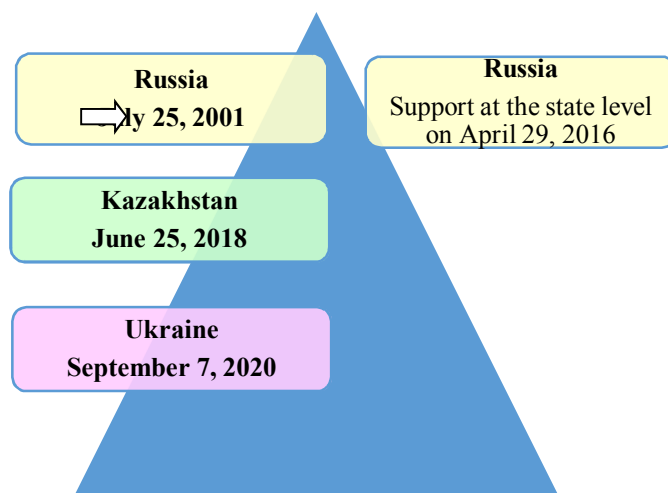 Russia
July 25, 2001
Russia
Support at the state level
on April 29, 2016
Kazakhstan
June 25, 2018
Ukraine
September 7, 2020